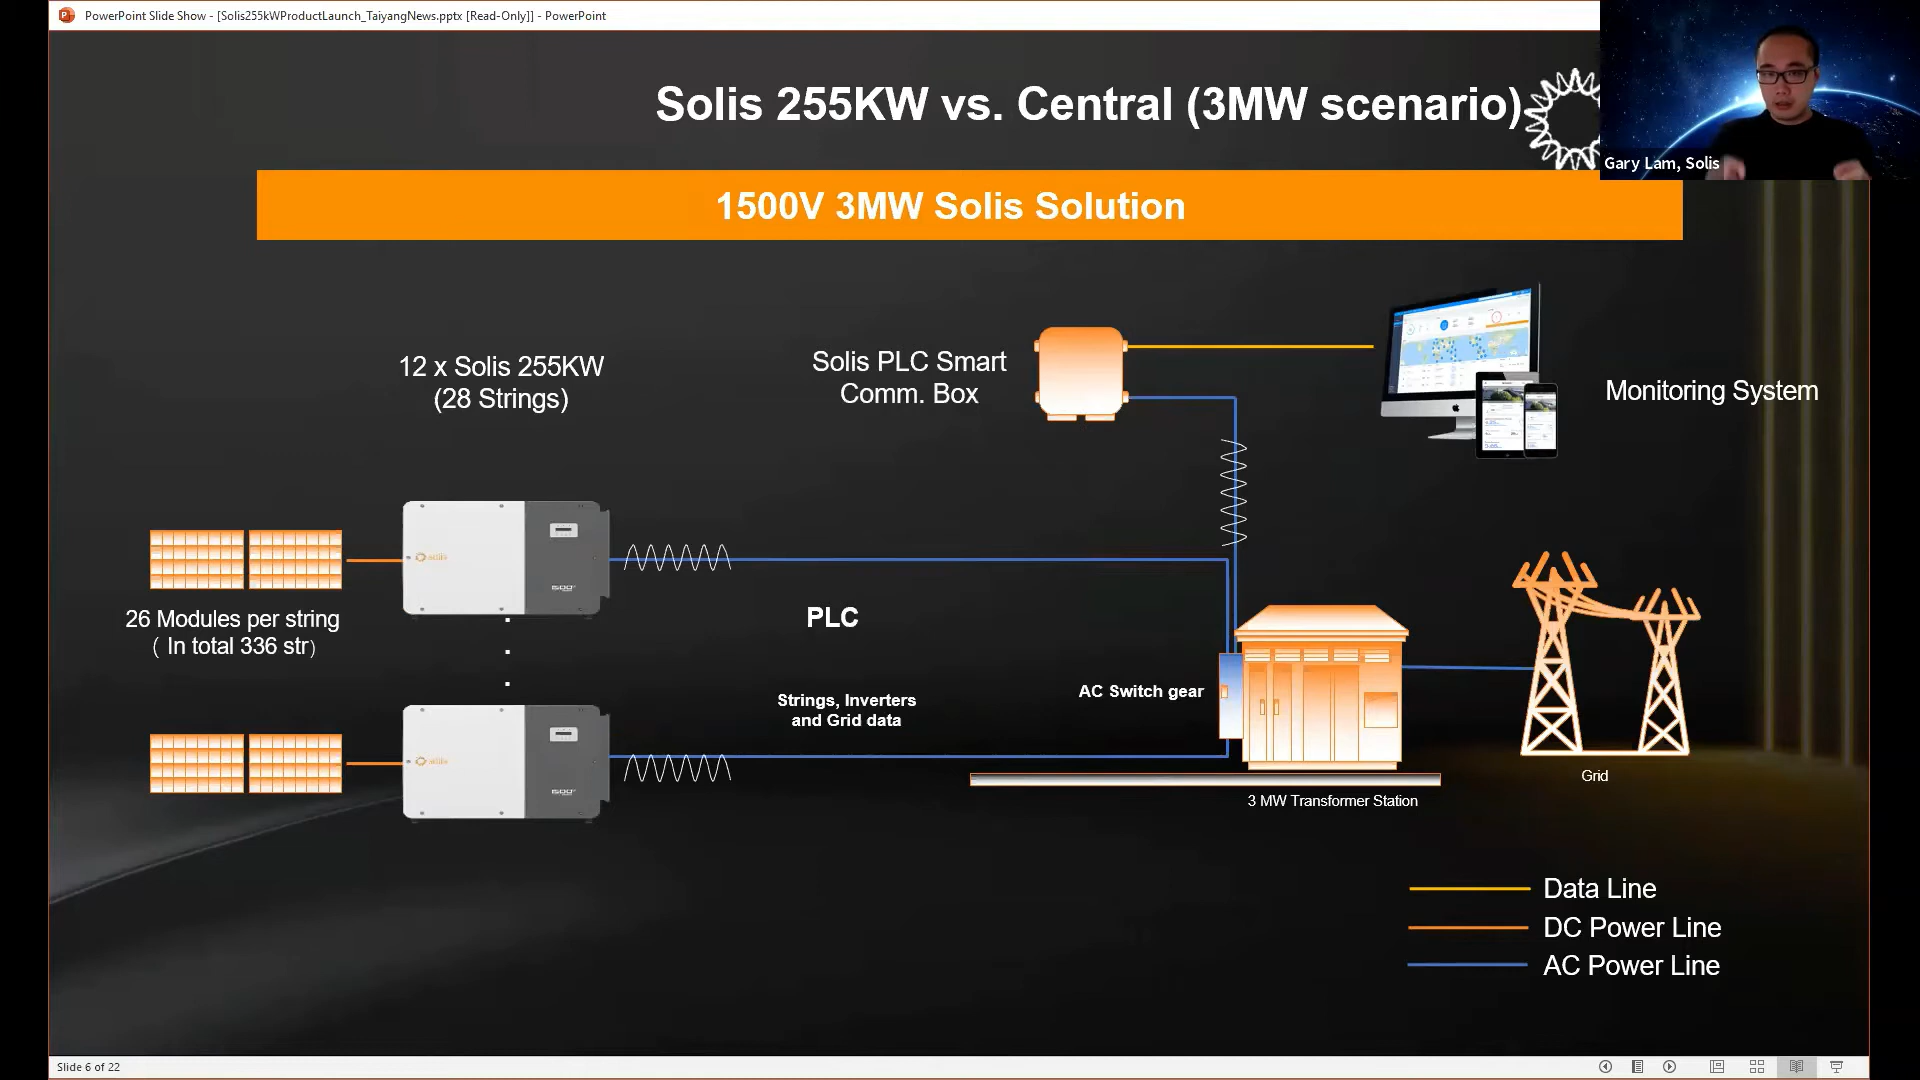 PowerPoint Slide Show - [Solis255kWProductLaunch_TaiyangNews.pptx [Read-Only]] - PowerPoint
Solis 255KW vs. Central (3MW scenario)
Gary Lam, Solis
1500V 3MW Solis Solution
12 x Solis 255KW
(28 Strings)
Solis PLC Smart
Comm. Box
Monitoring System
solis
26 Modules per string
( In total 336 str)
PLC
Strings, Inverters
and Grid data
AC Switch gear
solis
3 MW Transformer Station
Grid
Data Line
DC Power Line
AC Power Line
Slide 6 of 22